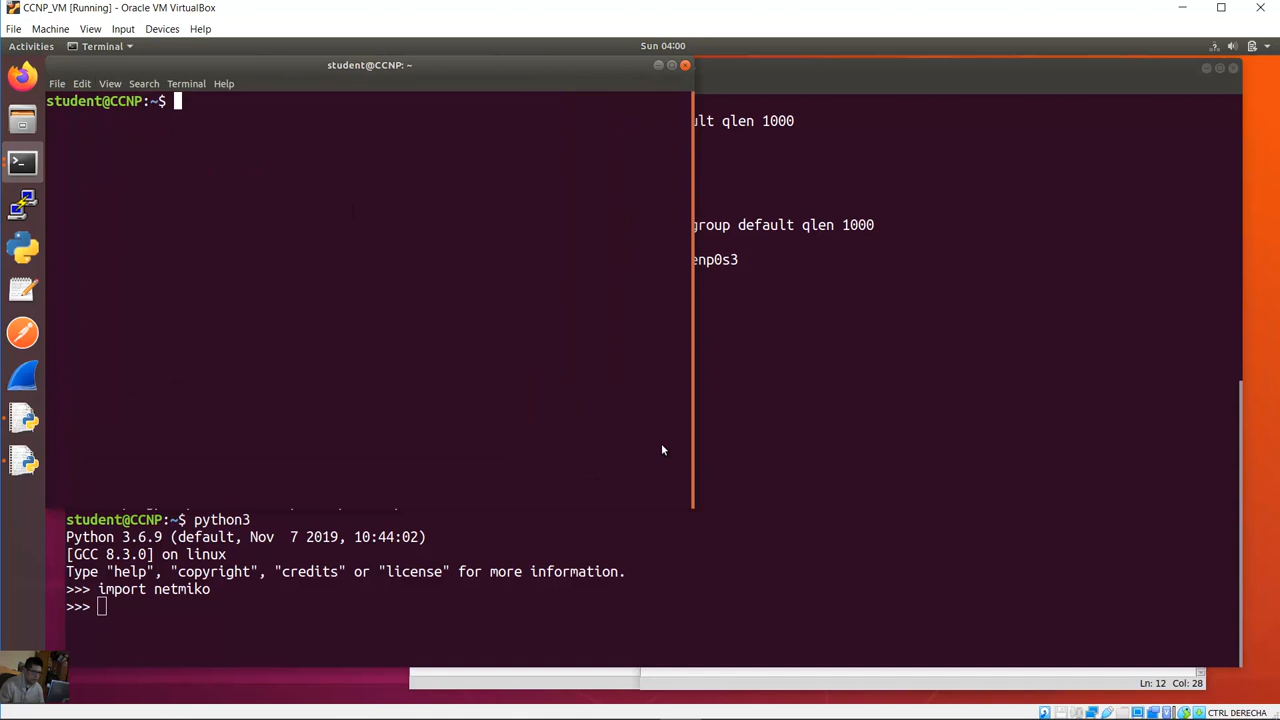 CCNP_VM [Running] - Oracle VM VirtualBox
File Machine View Input Devices Help
Activities Terminal Sun 04:00
student@CCNP: ~
File Edit View Search Terminal Help
student@CCNP:~$
ult qlen 1000
group default qlen 1000
enp0s3
student@CCNP:~$ python3
Python 3.6.9 (default, Nov 7 2019, 10:44:02)
[GCC 8.3.0] on linux
Type "help", "copyright", "credits" or "license" for more information.
>>> import netmiko
>>>
Ln: 12 Col: 28
CTRL DERECHA